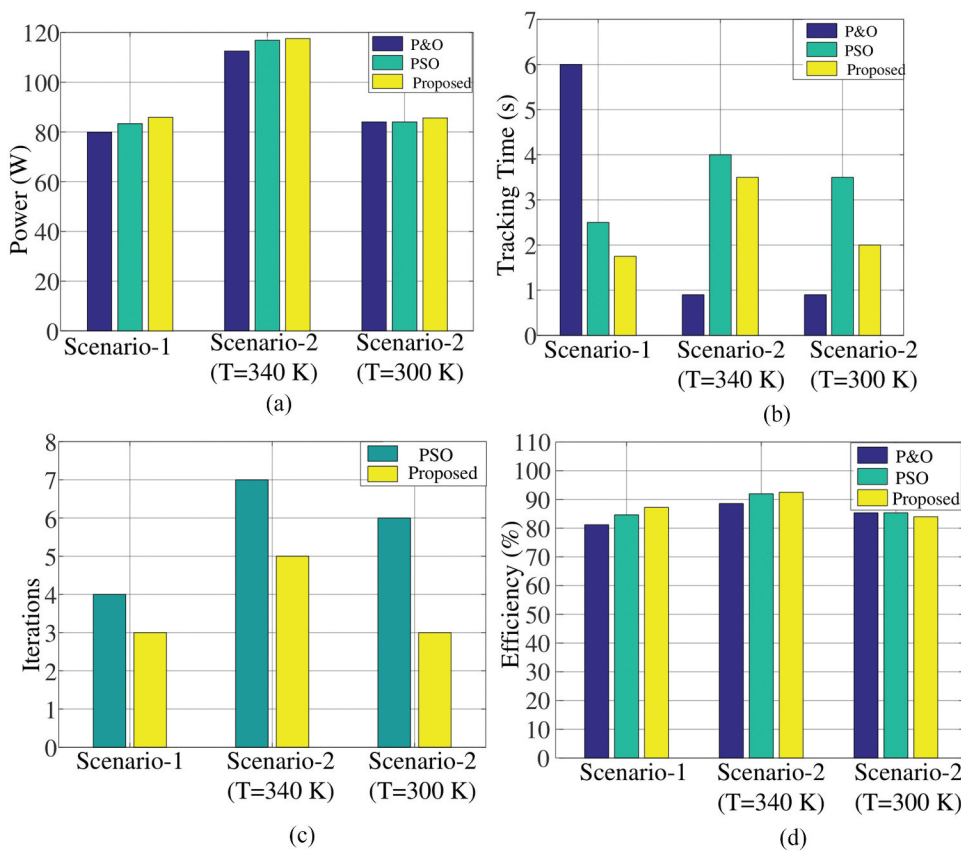 120
100
80
60
40
20
0
Power (W)
P&O
PSO
Proposed
Scenario-1
Scenario-2
(T=340 K)
Scenario-2
(T=300 K)
(a)
7
6
5
4
3
2
1
0
Tracking Time (s)
P&O
PSO
Proposed
Scenario-1
Scenario-2
(T=340 K)
Scenario-2
(T=300 K)
(b)
8
7
6
5
4
3
2
1
0
Iterations
PSO
Proposed
Scenario-1
Scenario-2
(T=340 K)
Scenario-2
(T=300 K)
(c)
110
100
90
80
70
60
50
40
30
20
10
0
Efficiency (%)
P&O
PSO
Proposed
Scenario-1
Scenario-2
(T=340 K)
Scenario-2
(T=300 K)
(d)